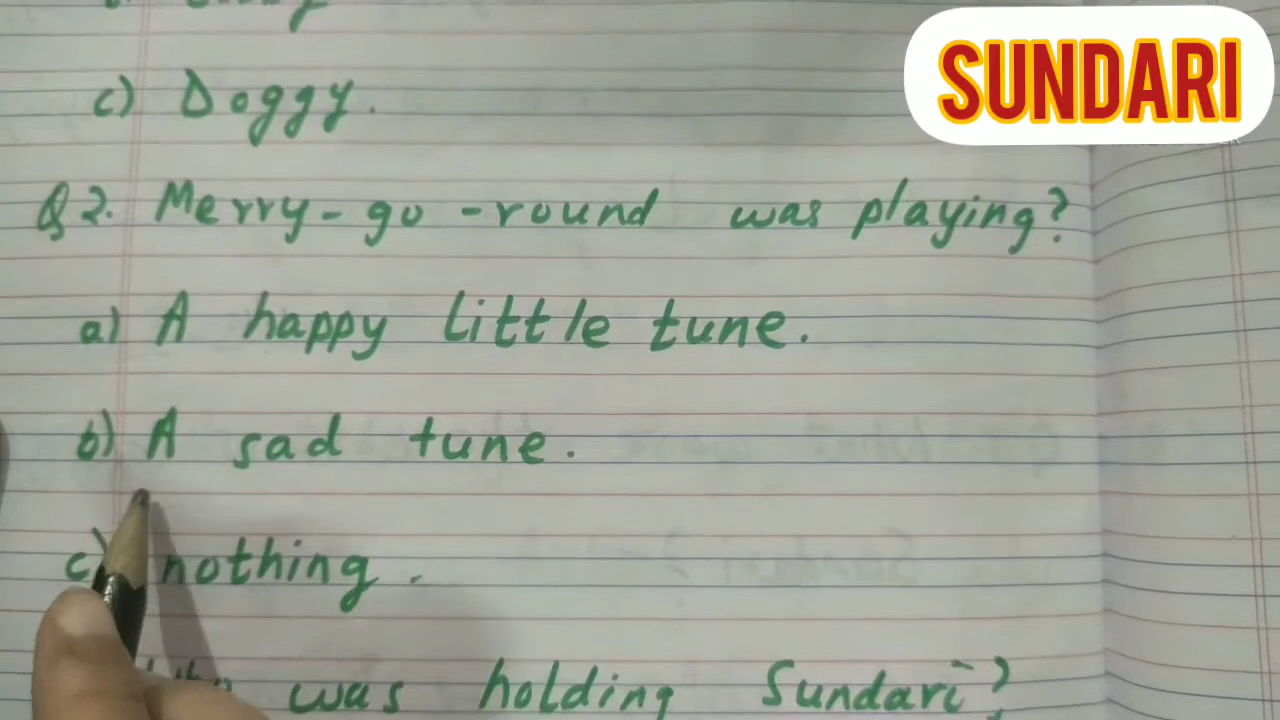 SUNDARI
c) Doggy.
Q2. Merry-go-round was playing?
a) A happy little tune.
b) A sad tune.
c) nothing.
was holding Sundari?